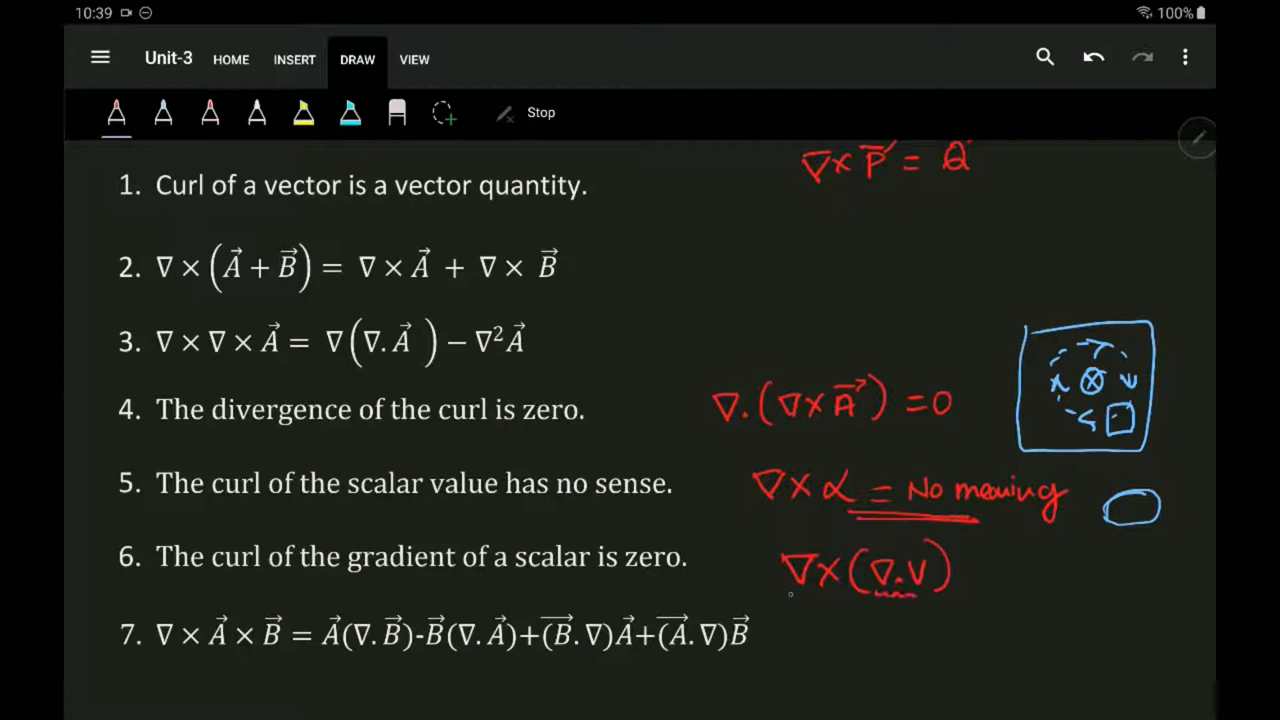 10:39 100%
Unit-3 HOME INSERT DRAW VIEW
Stop
∇× P⃗ = Q
1. Curl of a vector is a vector quantity.
2. ∇ × (A⃗ + B⃗) = ∇ × A⃗ + ∇ × B⃗
3. ∇ × ∇ × A⃗ = ∇(∇. A⃗ ) − ∇²A⃗
4. The divergence of the curl is zero. ∇.(∇× A⃗) = 0
5. The curl of the scalar value has no sense. ∇× α = No meaning
6. The curl of the gradient of a scalar is zero. ∇×(∇.V)
7. ∇ × A⃗ × B⃗ = A⃗(∇. B⃗)-B⃗(∇. A⃗)+(B⃗. ∇)A⃗+(A⃗. ∇)B⃗